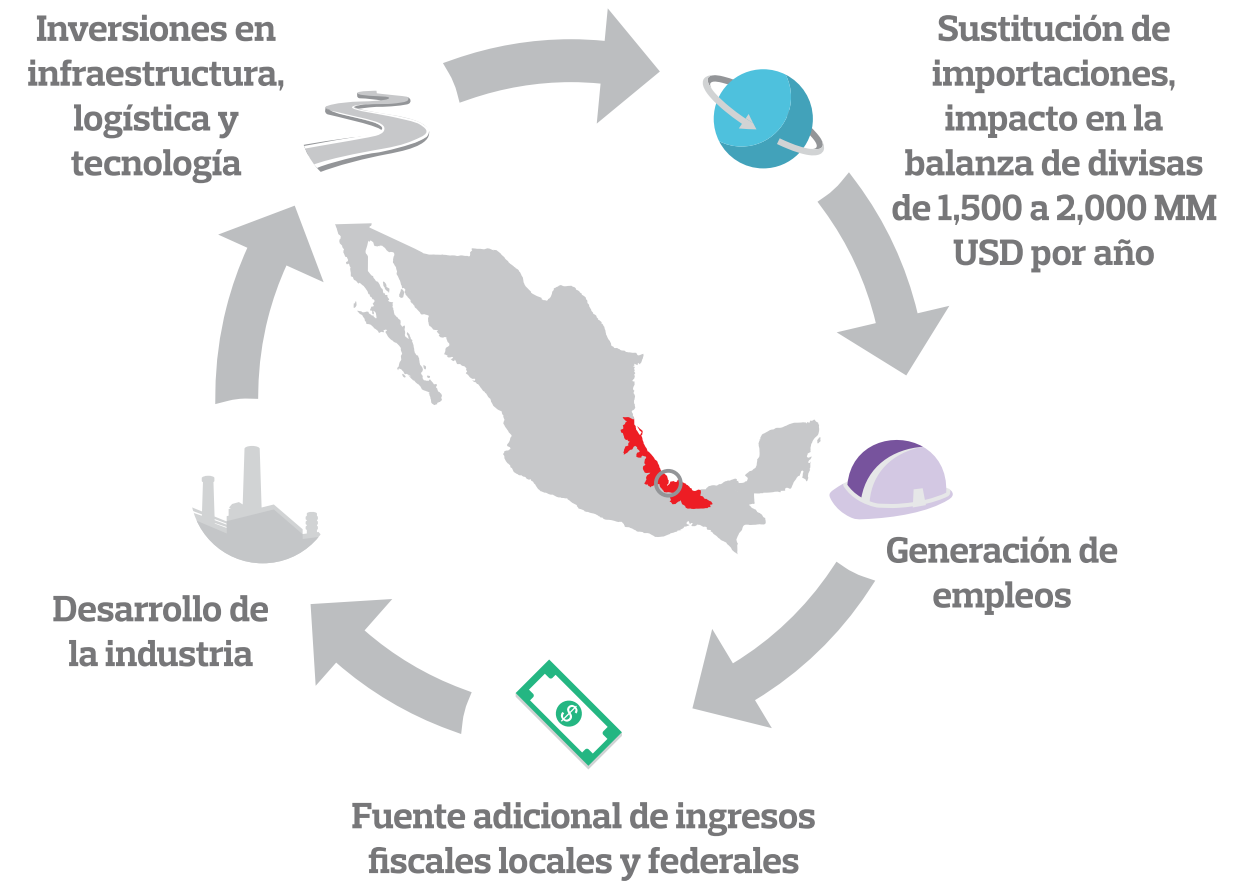 Inversiones en
infraestructura,
logística y
tecnología
Sustitución de
importaciones,
impacto en la
balanza de divisas
de 1,500 a 2,000 MM
USD por año
Generación de
empleos
$
Fuente adicional de ingresos
fiscales locales y federales
Desarrollo de
la industria